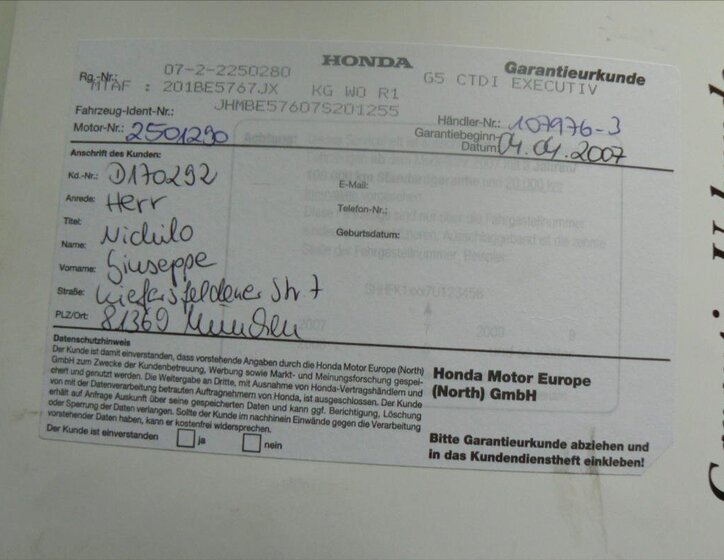 HONDA
Garantieurkunde
Rg.-Nr.: 07-2-2250280 G5 CTDI EXECUTIV
MTAF : 201BE5767JX KG WO R1
Fahrzeug-Ident-Nr.: JHMBE57607S201255
Händler-Nr.: 107976-3
Motor-Nr.: 2501290
Garantiebeginn
Datum: 04.04.2007
Anschrift des Kunden:
Kd.-Nr.: D170292
E-Mail:
Anrede: Herr
Telefon-Nr.:
Titel:
Geburtsdatum:
Name: Nichilo
Vorname: Giuseppe
Straße: Kiefersfeldener Str. 7
PLZ/Ort: 81369 München
Datenschutzhinweis
Der Kunde ist damit einverstanden, dass vorstehende Angaben durch die Honda Motor Europe (North)
GmbH zum Zwecke der Kundenbetreuung, Werbung sowie Markt- und Meinungsforschung gespei-
chert und genutzt werden. Die Weitergabe an Dritte, mit Ausnahme von Honda-Vertragshändlern und
von mit der Datenverarbeitung betrauten Auftragnehmern von Honda, ist ausgeschlossen. Der Kunde
erhält auf Anfrage Auskunft über seine gespeicherten Daten und kann ggf. Berichtigung, Löschung
oder Sperrung der Daten verlangen. Sollte der Kunde im nachhinein Einwände gegen die Verarbeitung
vorstehender Daten haben, kann er kostenfrei widersprechen.
Der Kunde ist einverstanden ja nein
Honda Motor Europe
(North) GmbH
Bitte Garantieurkunde abziehen und
in das Kundendienstheft einkleben!